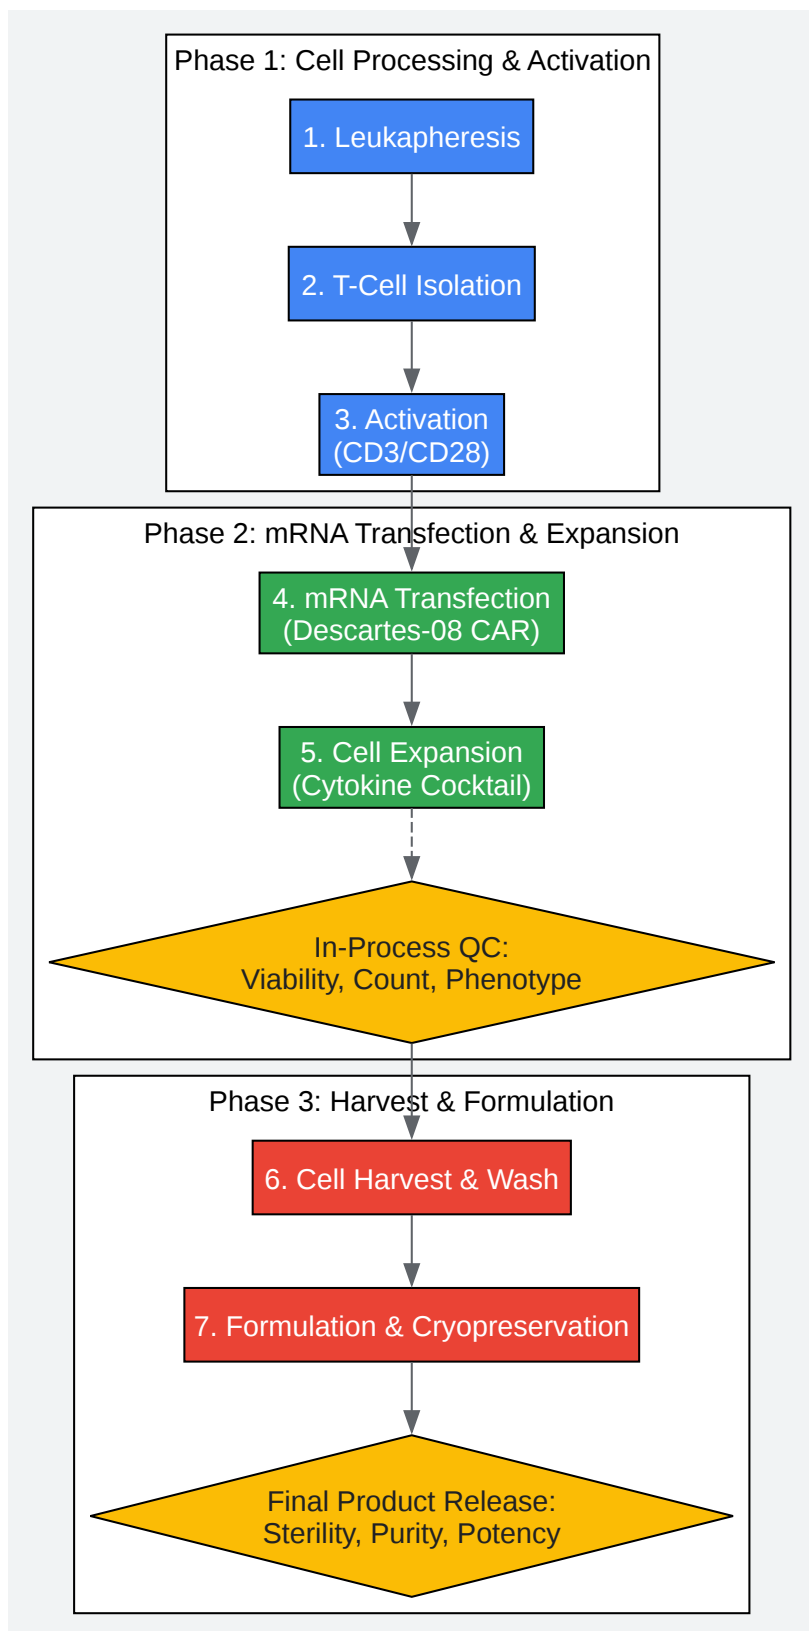 Phase 1: Cell Processing & Activation
1. Leukapheresis
2. T-Cell Isolation
3. Activation
(CD3/CD28)
Phase 2: mRNA Transfection & Expansion
4. mRNA Transfection
(Descartes-08 CAR)
5. Cell Expansion
(Cytokine Cocktail)
In-Process QC:
Viability, Count, Phenotype
Phase 3: Harvest & Formulation
6. Cell Harvest & Wash
7. Formulation & Cryopreservation
Final Product Release:
Sterility, Purity, Potency